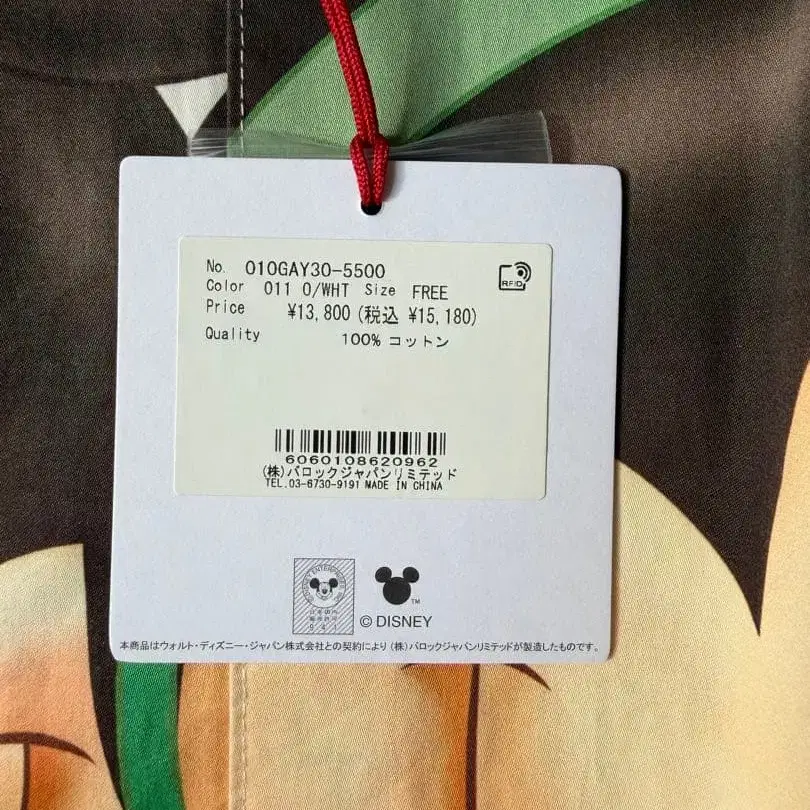 No. 010GAY30-5500
RFID
Color 011 O/WHT Size FREE
Price ¥13,800(税込 ¥15,180)
Quality 100% コットン
6060108620962
(株)バロックジャパンリミテッド
TEL.03-6730-9191 MADE IN CHINA
TM
© DISNEY
本商品はウォルト・ディズニー・ジャパン株式会社との契約により(株)バロックジャパンリミテッドが製造したものです。